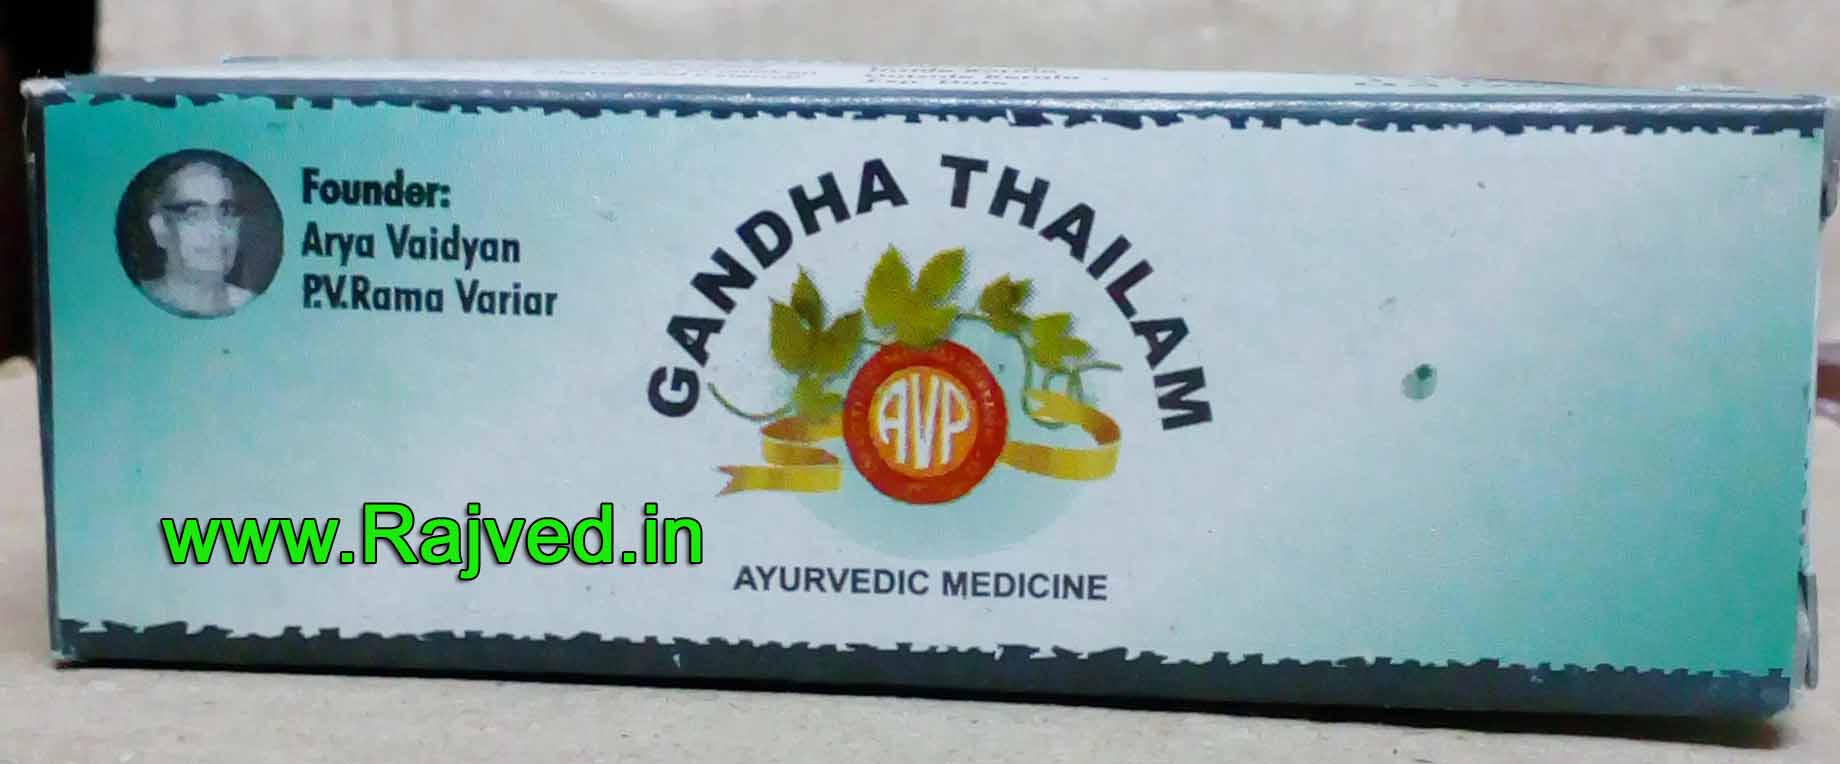 Founder:
Arya Vaidyan
P.V.Rama Variar
GANDHA THAILAM
AVP
www.Rajved.in
AYURVEDIC MEDICINE